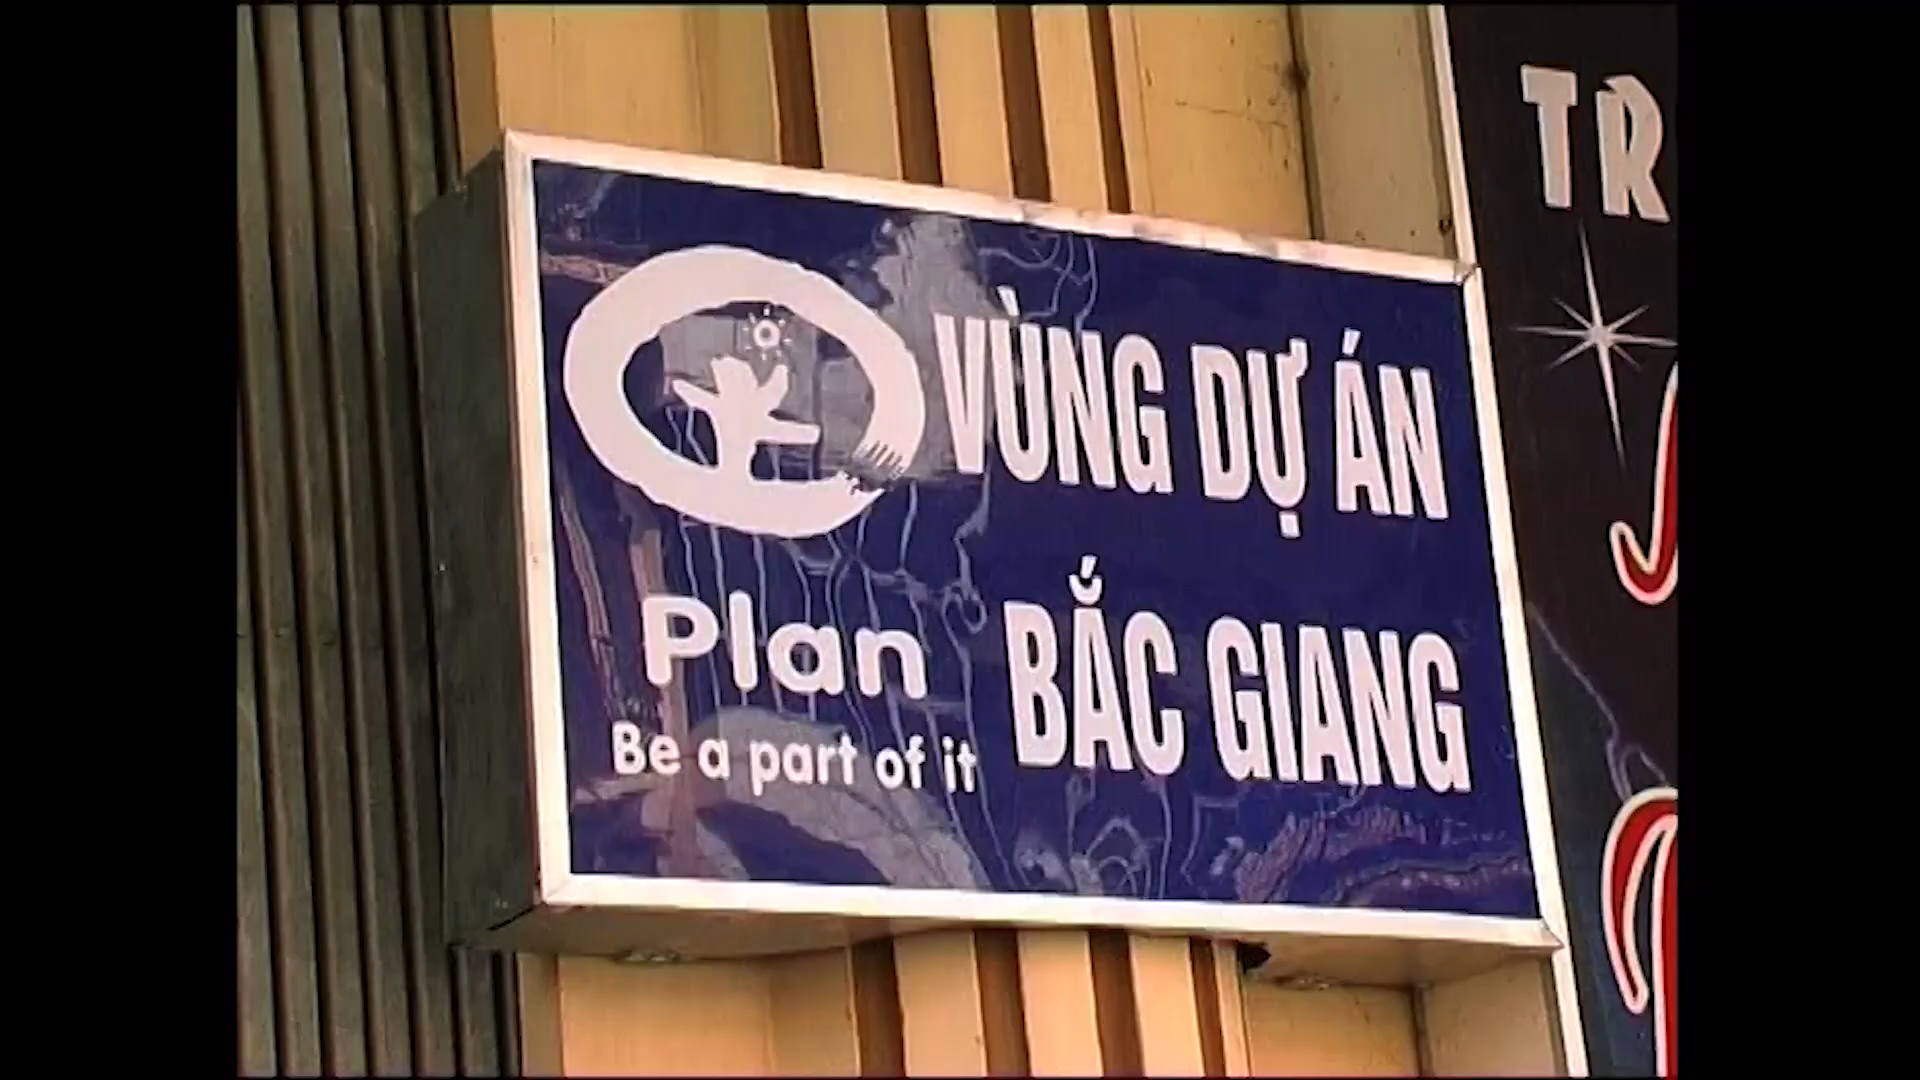 VÙNG DỰ ÁN
BẮC GIANG
Plan
Be a part of it
TR